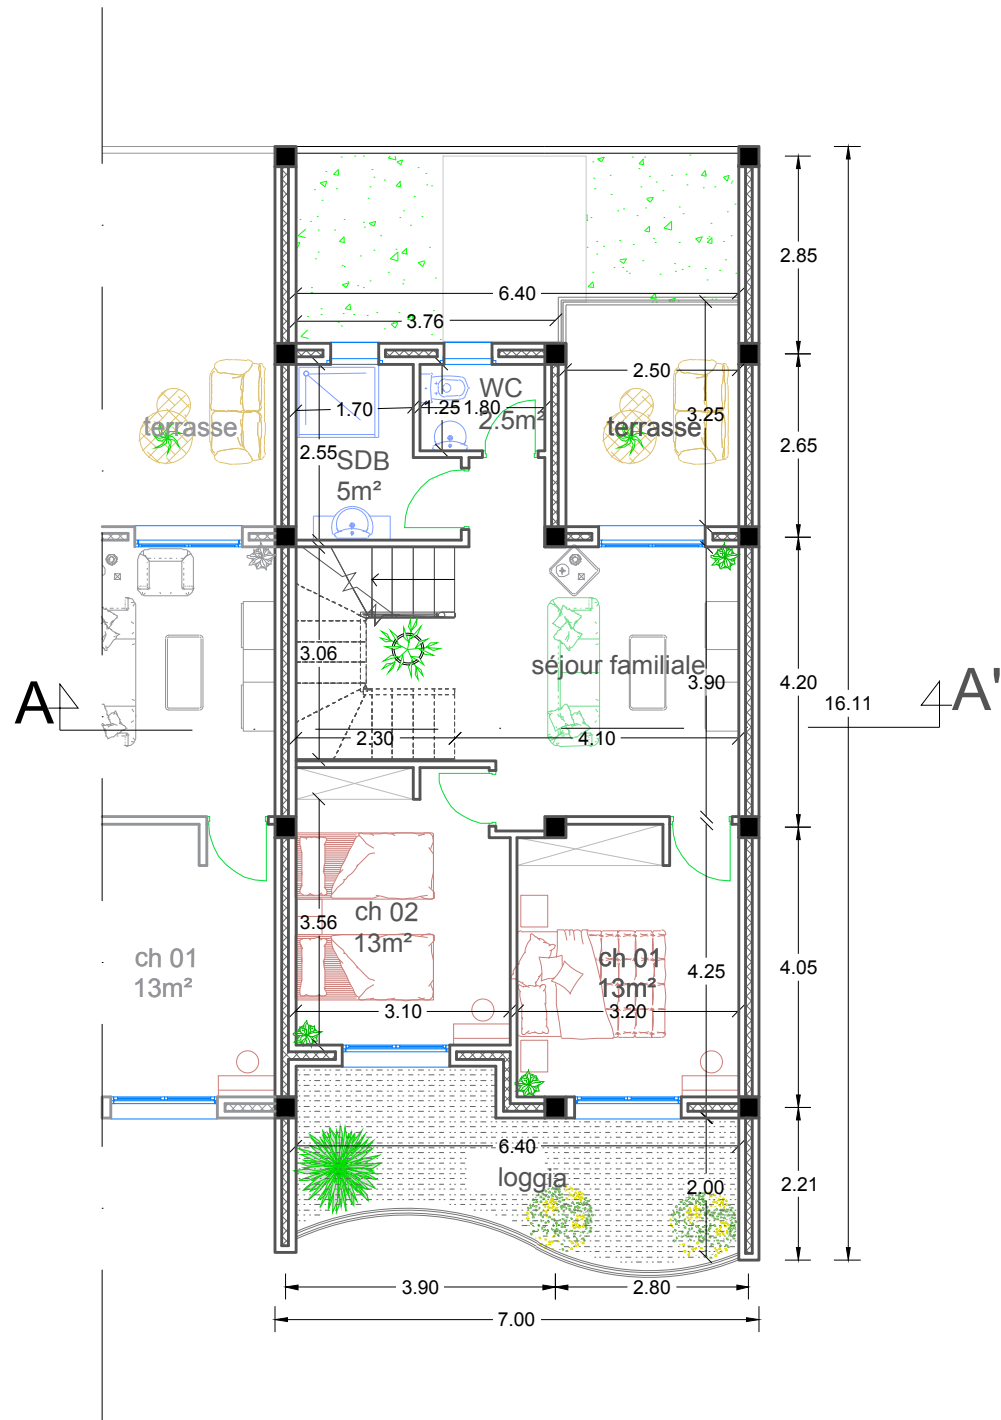 2.85
6.40
3.76
2.50
WC
1.70
1.25
1.80
2.5m²
3.25
terrasse
terrasse
2.55
SDB
5m²
2.65
3.06
séjour familiale
3.90
4.20
16.11
A
A'
2.30
4.10
ch 02
13m²
3.56
ch 01
13m²
ch 01
13m²
4.25
4.05
3.10
3.20
6.40
loggia
2.00
2.21
3.90
2.80
7.00